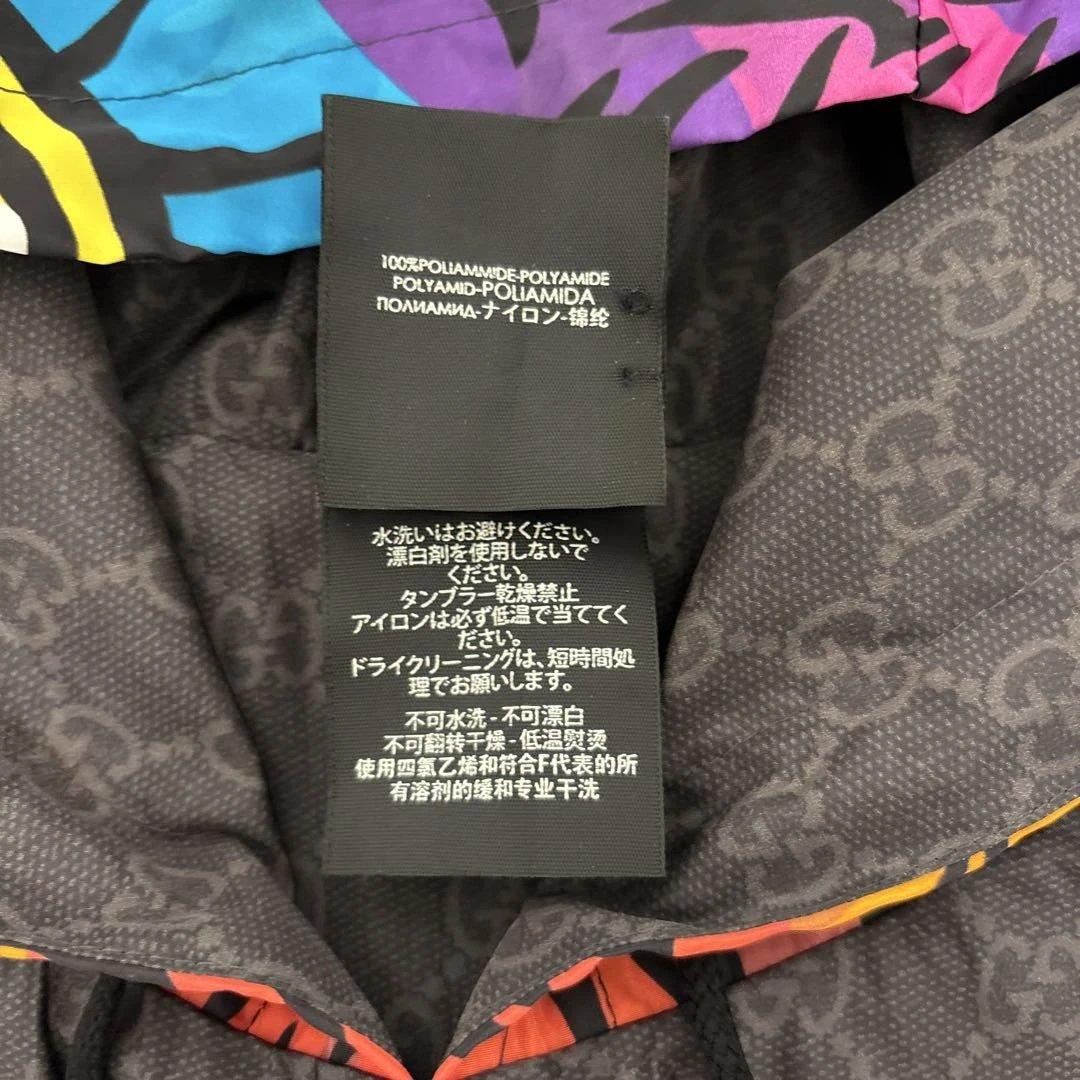 100%POLIAMMIDE-POLYAMIDE
POLYAMID-POLIAMIDA
ПОЛИАМИД-ナイロン-锦纶
水洗いはお避けください。
漂白剤を使用しないで
ください。
タンブラー乾燥禁止
アイロンは必ず低温で当ててく
ださい。
ドライクリーニングは、短時間処
理でお願いします。
不可水洗-不可漂白
不可翻转干燥-低温熨烫
使用四氯乙烯和符合F代表的所
有溶剂的缓和专业干洗